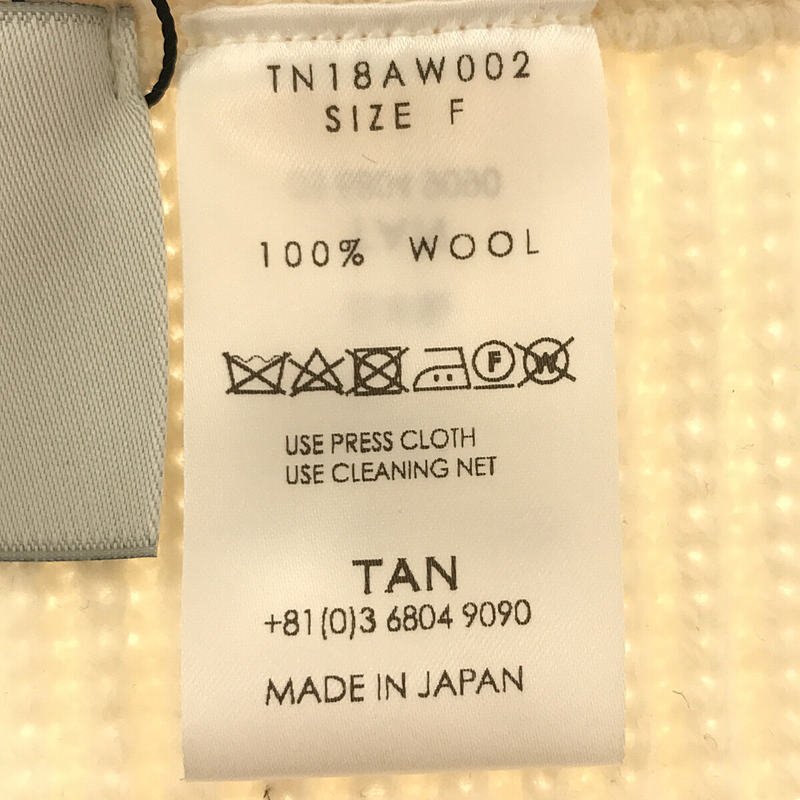 TN18AW002
SIZE F
100% WOOL
F W
USE PRESS CLOTH
USE CLEANING NET
TAN
+81(0)3 6804 9090
MADE IN JAPAN